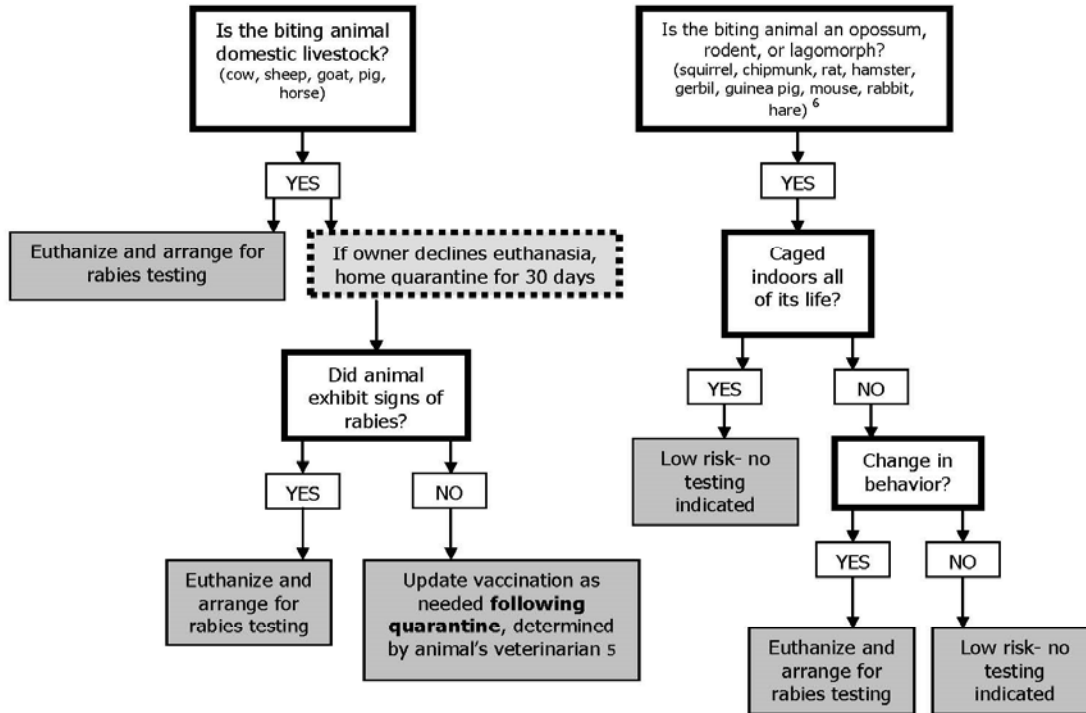 Is the biting animal
domestic livestock?
(cow, sheep, goat, pig,
horse)
YES
Euthanize and arrange for
rabies testing
If owner declines euthanasia,
home quarantine for 30 days
Did animal
exhibit signs of
rabies?
YES
NO
Euthanize and
arrange for
rabies testing
Update vaccination as
needed following
quarantine, determined
by animal's veterinarian 5
Is the biting animal an opossum,
rodent, or lagomorph?
(squirrel, chipmunk, rat, hamster,
gerbil, guinea pig, mouse, rabbit,
hare) 6
YES
Caged
indoors all
of its life?
YES
NO
Low risk- no
testing
indicated
Change in
behavior?
YES
NO
Euthanize and
arrange for
rabies testing
Low risk- no
testing
indicated